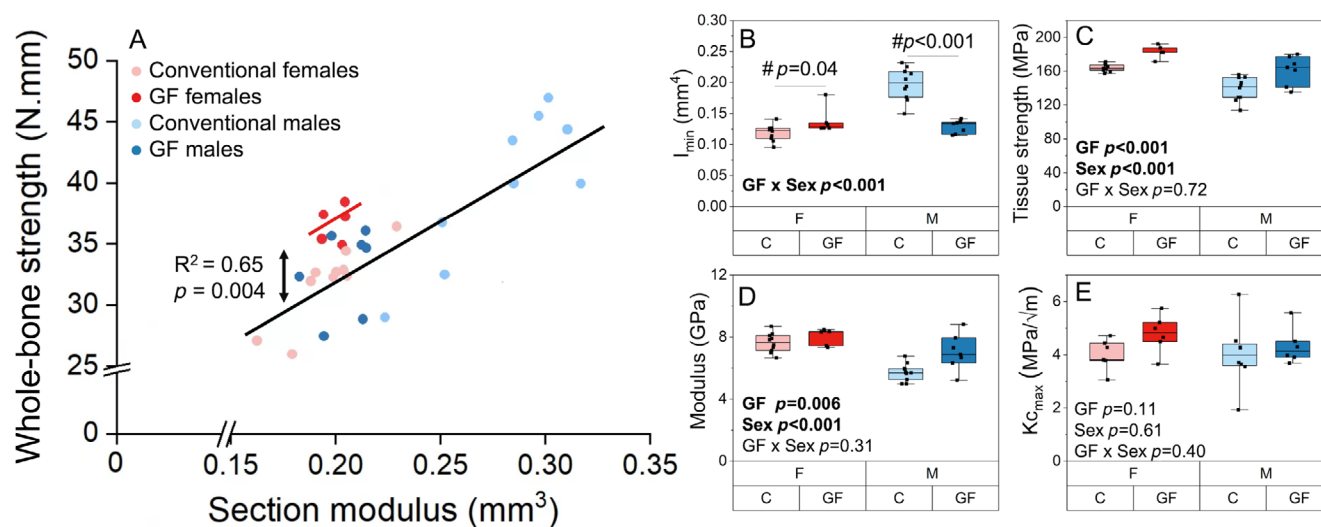 A
Whole-bone strength (N.mm)
50
45
40
35
30
25
0
Conventional females
GF females
Conventional males
GF males
R² = 0.65
p = 0.004
0 0.15 0.20 0.25 0.30 0.35
Section modulus (mm³)
B
I_min (mm⁴)
0.30
0.25
0.20
0.15
0.10
0.05
0.00
#p=0.04
#p<0.001
GF x Sex p<0.001
F M
C GF C GF
C
Tissue strength (MPa)
200
160
120
80
40
0
GF p<0.001
Sex p<0.001
GF x Sex p=0.72
F M
C GF C GF
D
Modulus (GPa)
12
9
6
3
0
GF p=0.006
Sex p<0.001
GF x Sex p=0.31
F M
C GF C GF
E
Kc_max (MPa/√m)
6
4
2
0
GF p=0.11
Sex p=0.61
GF x Sex p=0.40
F M
C GF C GF